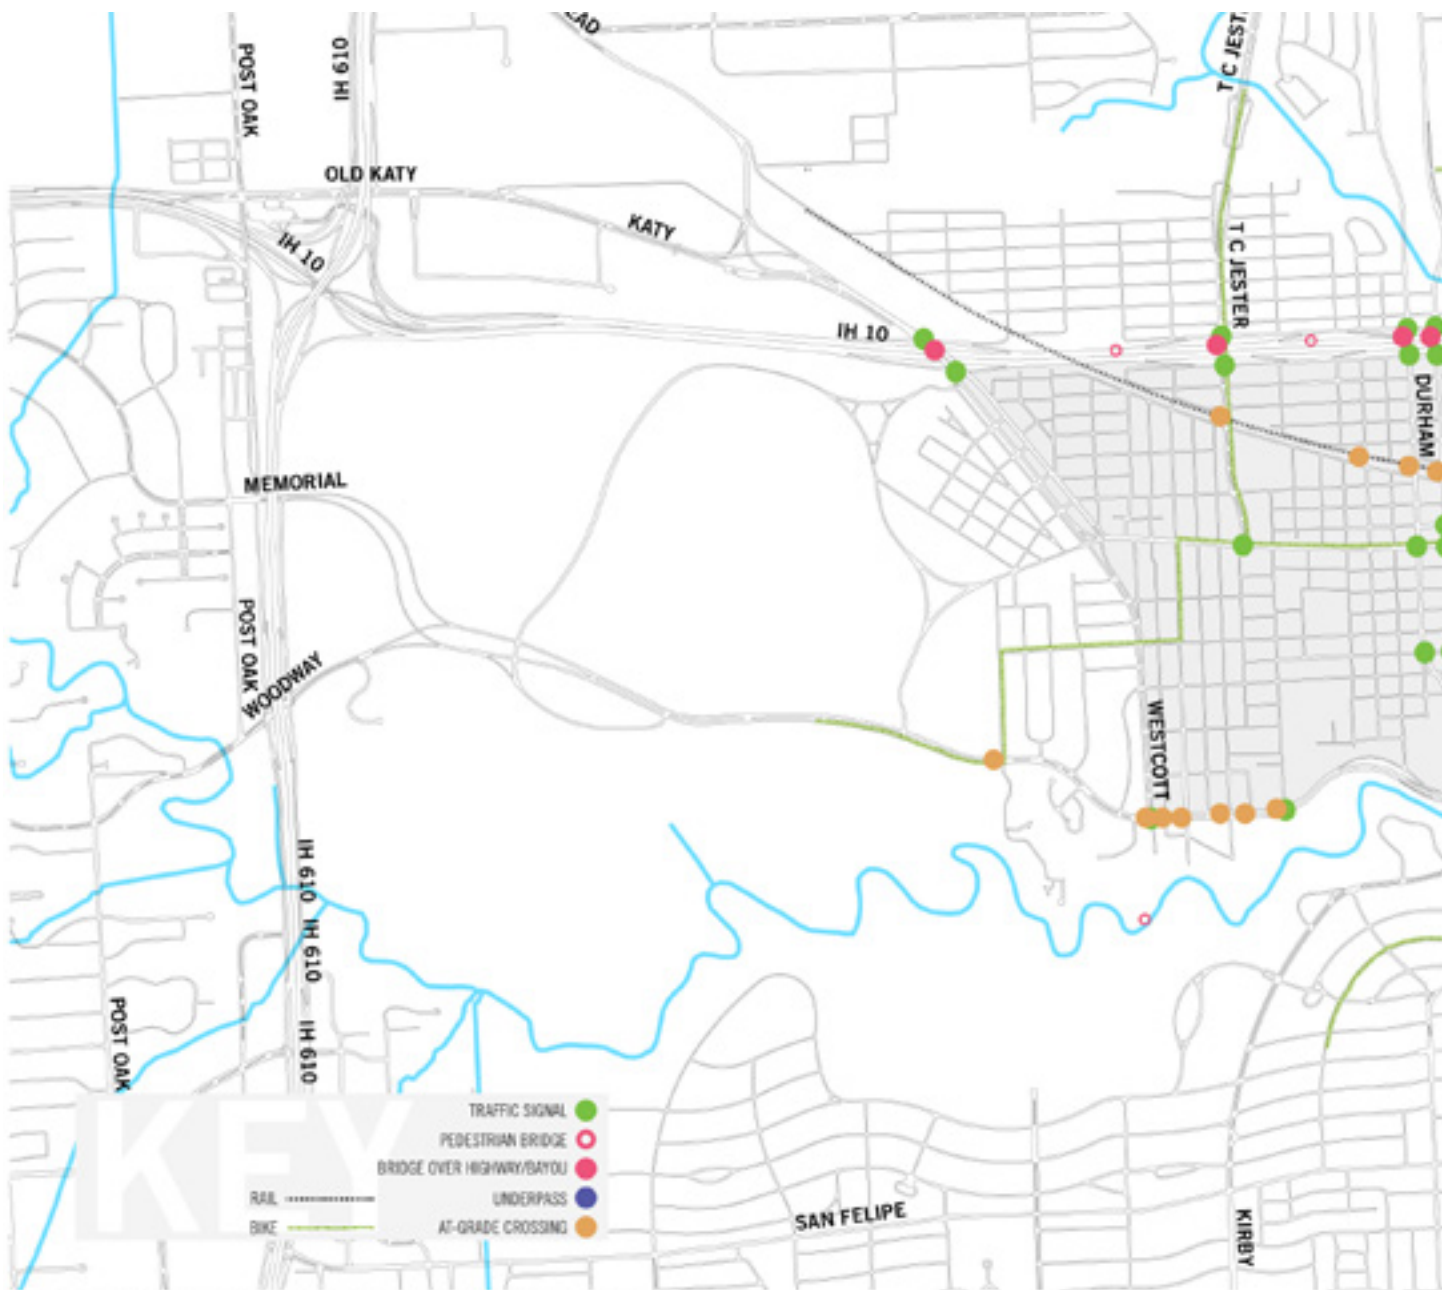 EAD
T C JEST
POST OAK
IH 610
OLD KATY
KATY
IH 10
T C JESTER
IH 10
DURHAM
MEMORIAL
POST OAK
WOODWAY
WESTCOTT
IH 610
IH 610
POST OAK
IH 610
KEY
TRAFFIC SIGNAL
PEDESTRIAN BRIDGE
BRIDGE OVER HIGHWAY/BAYOU
RAIL
UNDERPASS
BIKE
AT-GRADE CROSSING
SAN FELIPE
KIRBY